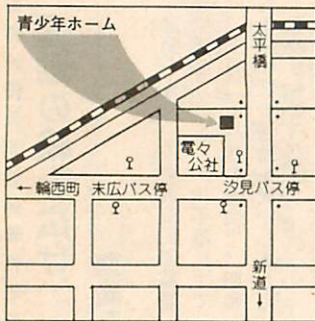 青少年ホーム
太平橋
電々
公社
←輪西町
末広バス停
汐見バス停
新道→